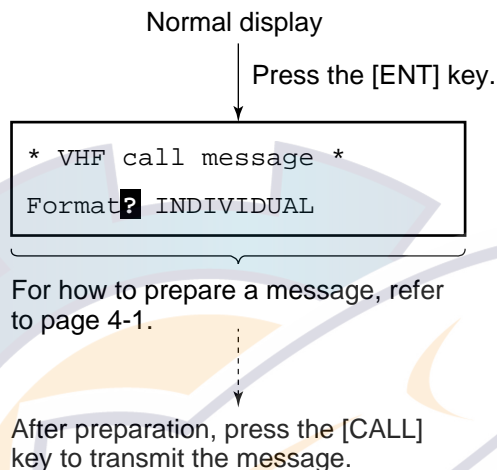 Normal display
Press the [ENT] key.
* VHF call message *
Format? INDIVIDUAL
For how to prepare a message, refer
to page 4-1.
After preparation, press the [CALL]
key to transmit the message.